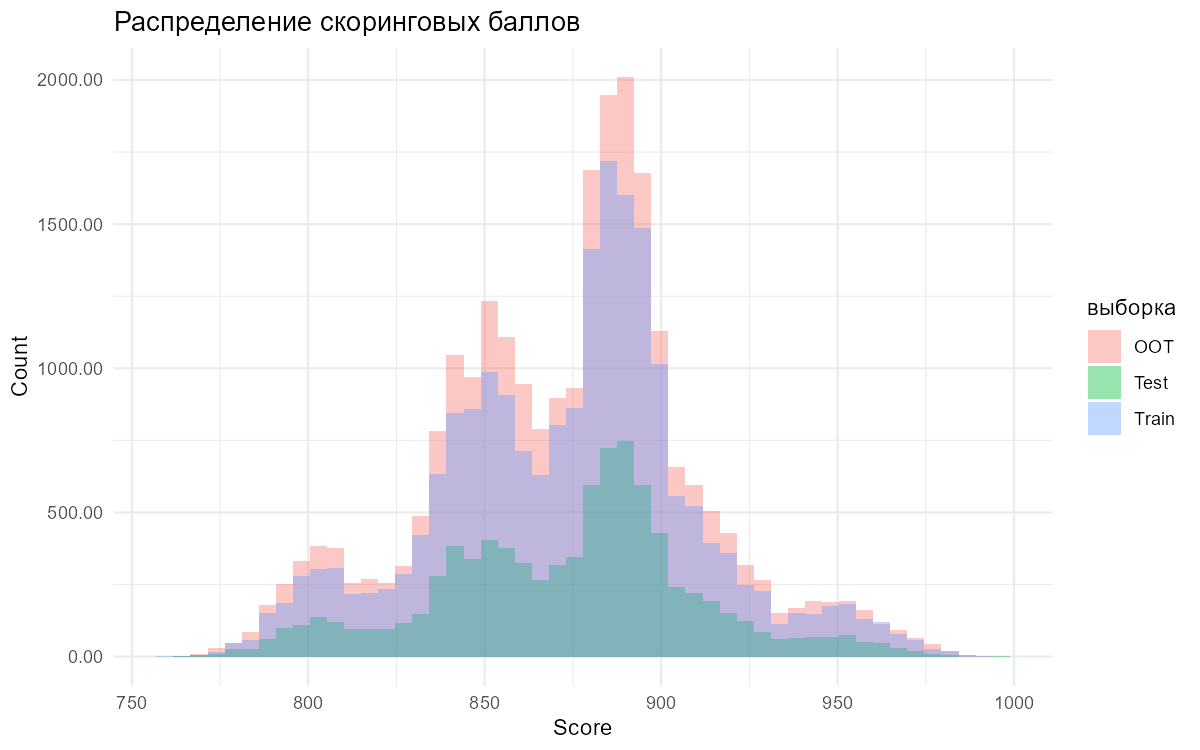 Распределение скоринговых баллов
Count
2000.00
1500.00
1000.00
500.00
0.00
750 800 850 900 950 1000
Score
выборка
OOT
Test
Train